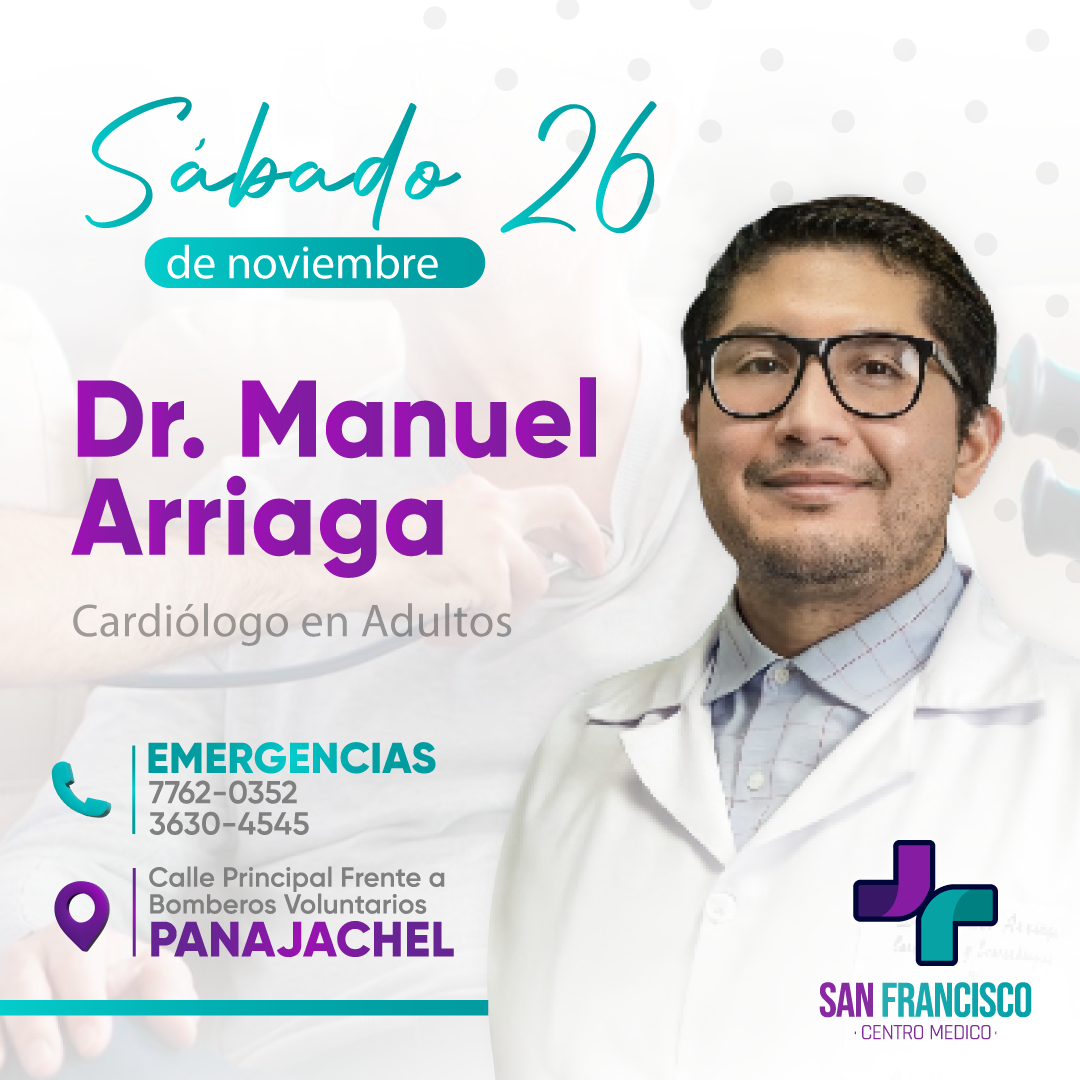 Sábado 26
de noviembre
Dr. Manuel
Arriaga
Cardiólogo en Adultos
EMERGENCIAS
7762-0352
3630-4545
Calle Principal Frente a
Bomberos Voluntarios
PANAJACHEL
SAN FRANCISCO
· CENTRO MEDICO ·